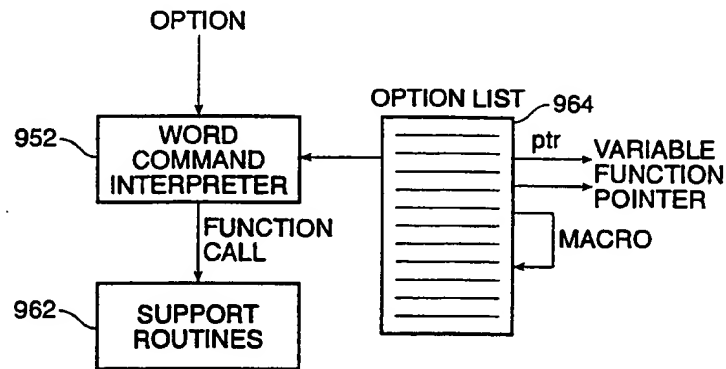 OPTION
952
WORD
COMMAND
INTERPRETER
FUNCTION
CALL
962
SUPPORT
ROUTINES
OPTION LIST
964
ptr
VARIABLE
FUNCTION
POINTER
MACRO